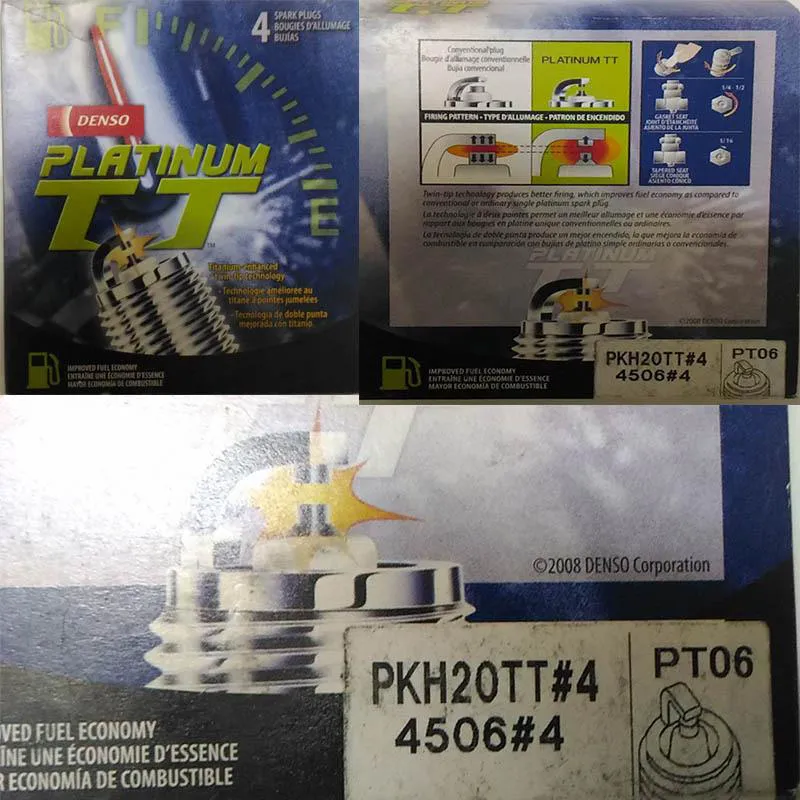 F
E
4 SPARK PLUGS
BOUGIES D'ALLUMAGE
BUJÍAS
DENSO
PLATINUM
TT™
Titanium-enhanced
twin-tip technology
- Technologie améliorée au
titane à pointes jumelées
- Tecnología de doble punta
mejorada con titanio.
IMPROVED FUEL ECONOMY
ENTRAÎNE UNE ÉCONOMIE D'ESSENCE
MAYOR ECONOMÍA DE COMBUSTIBLE
TT
Conventional plug
Bougie d'allumage conventionnelle
Bujía convencional
PLATINUM TT
FIRING PATTERN - TYPE D'ALLUMAGE - PATRON DE ENCENDIDO
1/4 - 1/2
GASKET SEAT
JOINT D'ÉTANCHÉITÉ
ASIENTO DE LA JUNTA
1/16
TAPERED SEAT
SIÈGE CONIQUE
ASIENTO CÓNICO
Twin-tip technology produces better firing, which improves fuel economy as compared to
conventional or ordinary single platinum spark plug.
La technologie à deux pointes permet un meilleur allumage et une économie d'essence par
rapport aux bougies en platine unique conventionnelles ou ordinaires.
La tecnología de doble punta produce un mejor encendido, lo que mejora la economía de
combustible en comparación con bujías de platino simple ordinarias o convencionales.
PLATINUM
TT
©2008 DENSO Corporation
IMPROVED FUEL ECONOMY
ENTRAÎNE UNE ÉCONOMIE D'ESSENCE
MAYOR ECONOMÍA DE COMBUSTIBLE
PKH20TT#4
4506#4
PT06
©2008 DENSO Corporation
PKH20TT#4
4506#4
PT06
OVED FUEL ECONOMY
ÎNE UNE ÉCONOMIE D'ESSENCE
R ECONOMÍA DE COMBUSTIBLE